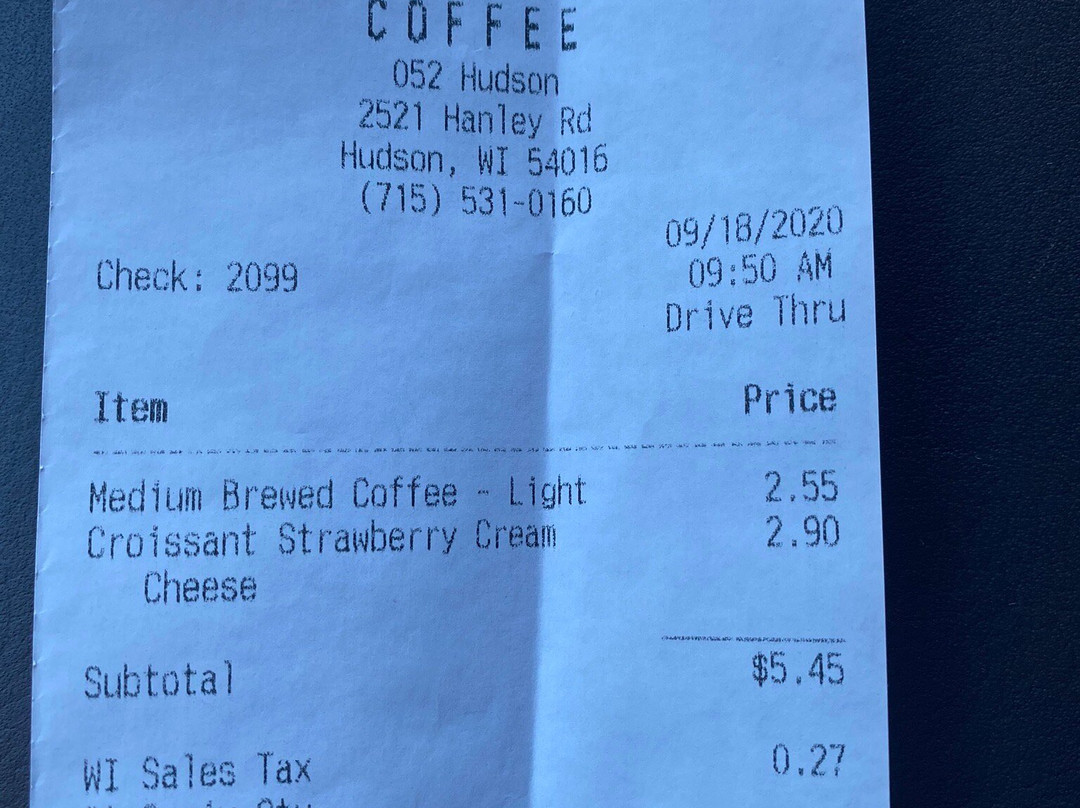 COFFEE
052 Hudson
2521 Hanley Rd
Hudson, WI 54016
(715) 531-0160
09/18/2020
Check: 2099 09:50 AM
Drive Thru
Item Price
Medium Brewed Coffee - Light 2.55
Croissant Strawberry Cream 2.90
Cheese
Subtotal $5.45
WI Sales Tax 0.27